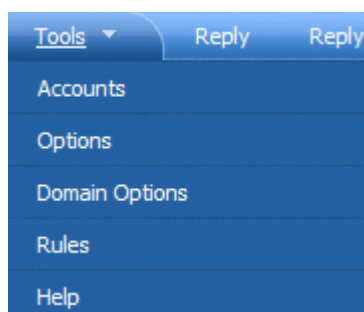 Tools Reply Reply
Accounts
Options
Domain Options
Rules
Help